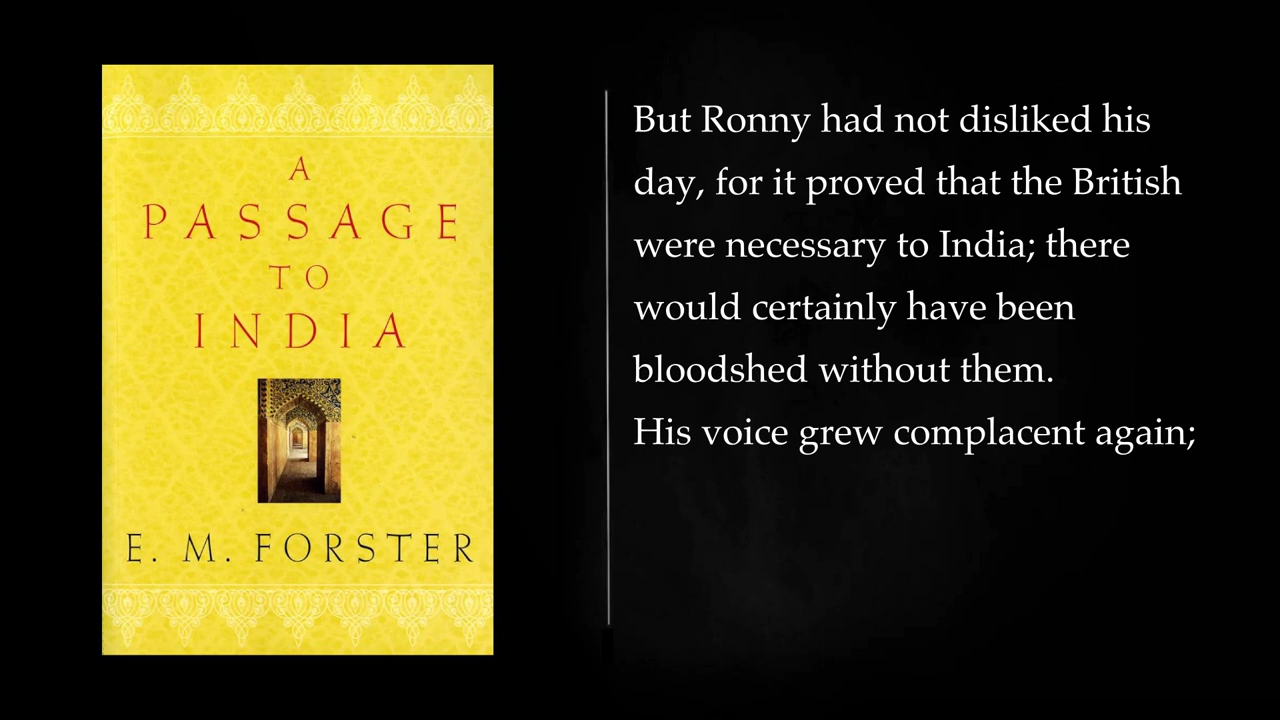 A
PASSAGE
TO
INDIA
E. M. FORSTER
But Ronny had not disliked his
day, for it proved that the British
were necessary to India; there
would certainly have been
bloodshed without them.
His voice grew complacent again;